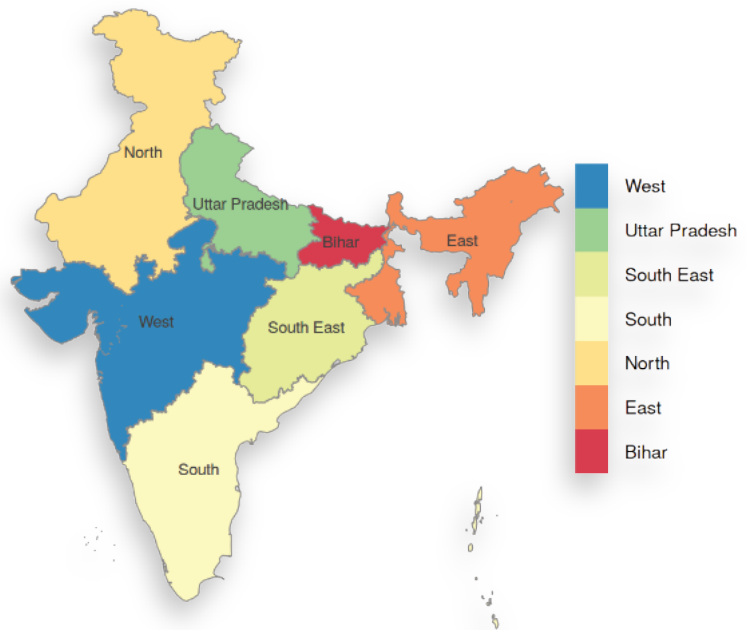 North
Uttar Pradesh
Bihar
East
West
South East
South
West
Uttar Pradesh
South East
South
North
East
Bihar